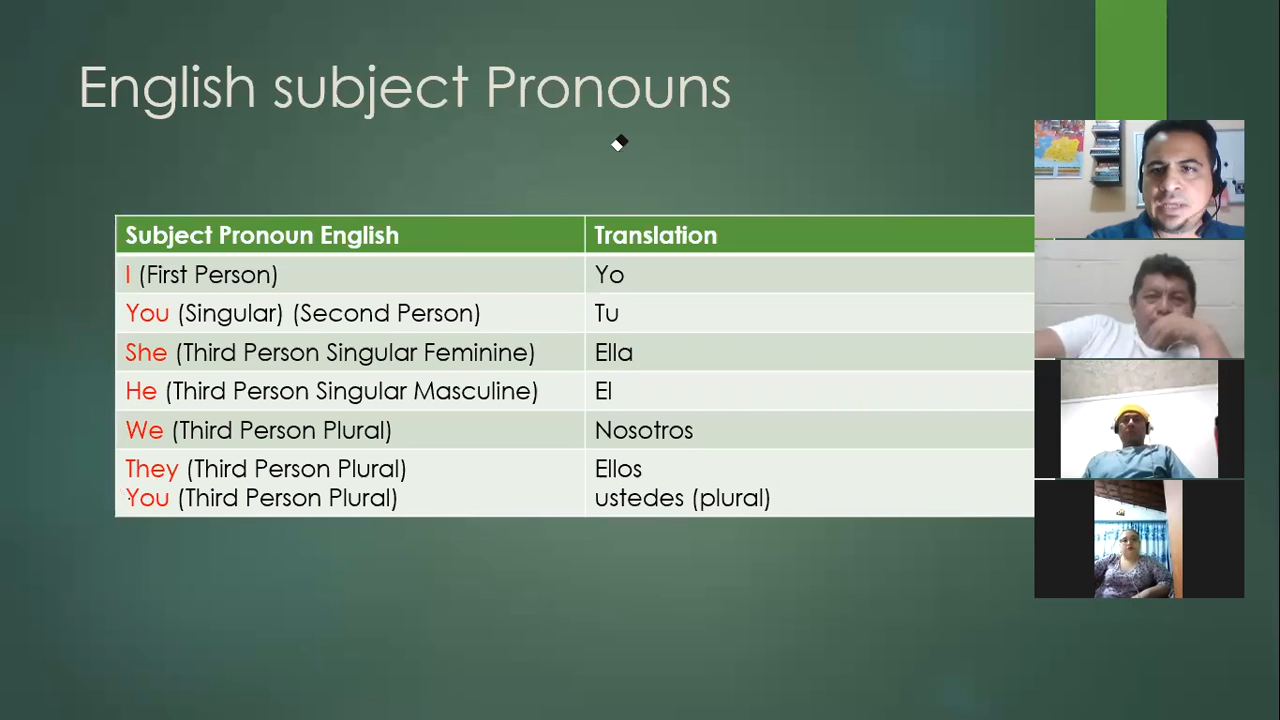 English subject Pronouns
Subject Pronoun English Translation
I (First Person) Yo
You (Singular) (Second Person) Tu
She (Third Person Singular Feminine) Ella
He (Third Person Singular Masculine) El
We (Third Person Plural) Nosotros
They (Third Person Plural) Ellos
You (Third Person Plural) ustedes (plural)